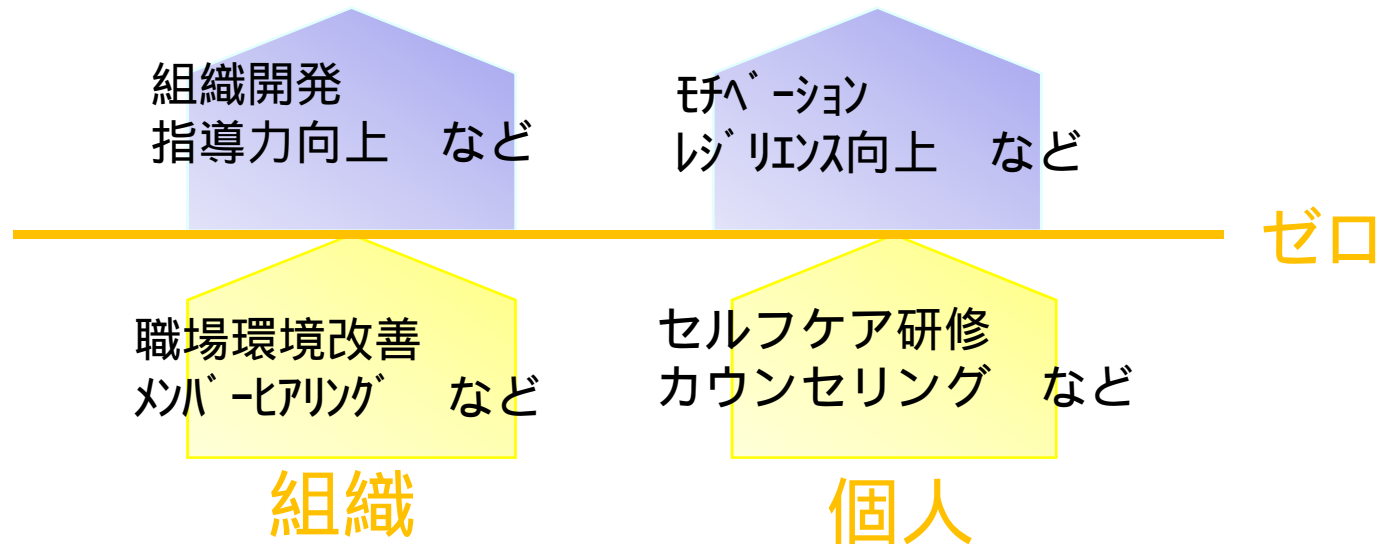 組織開発
指導力向上　など
ﾓﾁﾍﾞｰｼｮﾝ
ﾚｼﾞﾘｴﾝｽ向上　など
ゼロ
職場環境改善
ﾒﾝﾊﾞｰﾋｱﾘﾝｸﾞ　など
セルフケア研修
カウンセリング　など
組織
個人